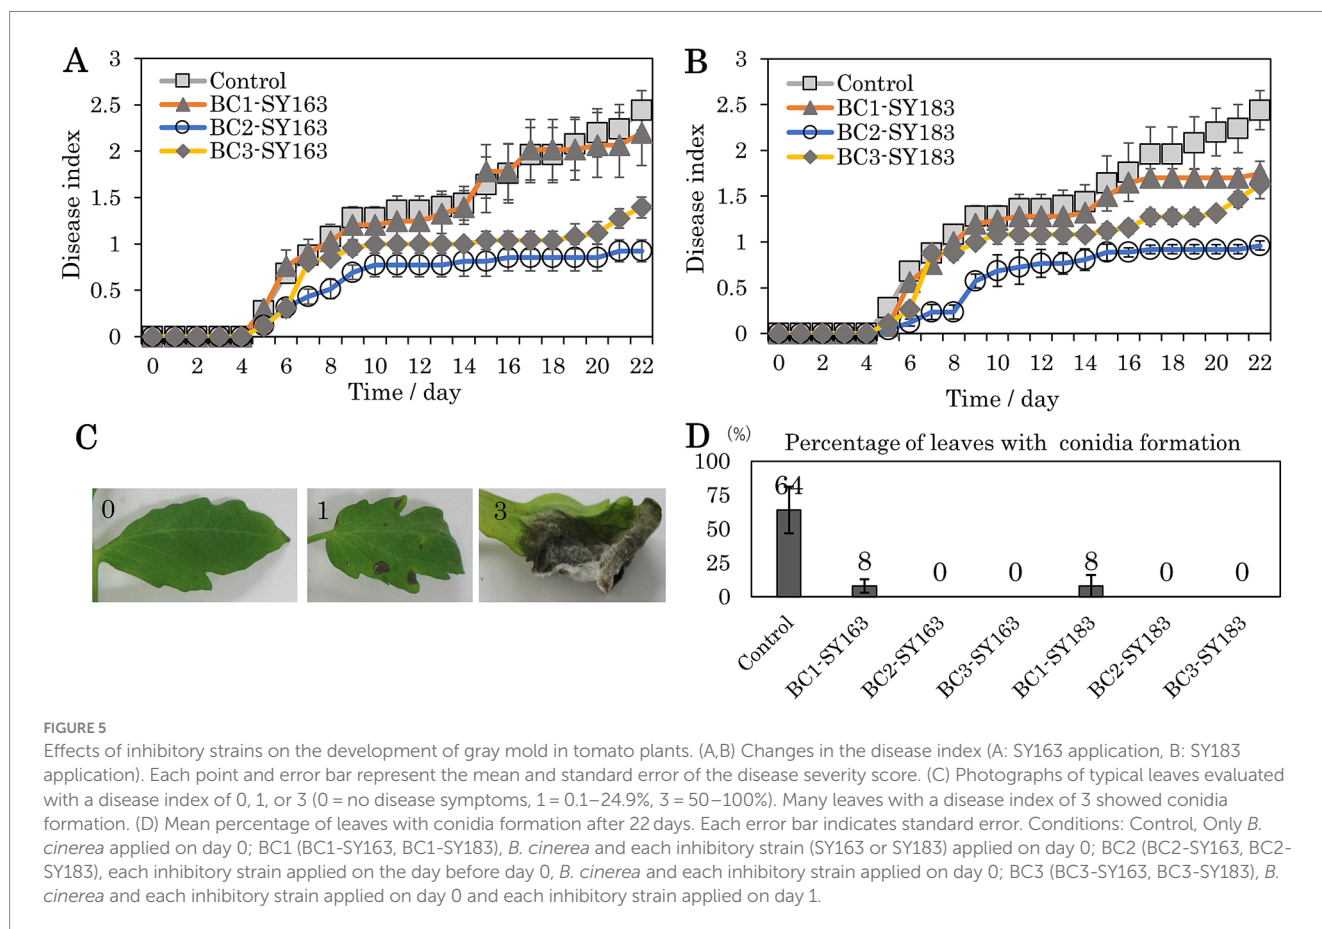 A
3
2.5
2
1.5
1
0.5
0
Disease index
Control
BC1-SY163
BC2-SY163
BC3-SY163
0 2 4 6 8 10 12 14 16 18 20 22
Time / day
B
3
2.5
2
1.5
1
0.5
0
Disease index
Control
BC1-SY183
BC2-SY183
BC3-SY183
0 2 4 6 8 10 12 14 16 18 20 22
Time / day
C
0
1
3
D (%) Percentage of leaves with conidia formation
100
75
50
25
0
64 8 0 0 8 0 0
Control
BC1-SY163
BC2-SY163
BC3-SY163
BC1-SY183
BC2-SY183
BC3-SY183
FIGURE 5
Effects of inhibitory strains on the development of gray mold in tomato plants. (A,B) Changes in the disease index (A: SY163 application, B: SY183
application). Each point and error bar represent the mean and standard error of the disease severity score. (C) Photographs of typical leaves evaluated
with a disease index of 0, 1, or 3 (0 = no disease symptoms, 1 = 0.1–24.9%, 3 = 50–100%). Many leaves with a disease index of 3 showed conidia
formation. (D) Mean percentage of leaves with conidia formation after 22 days. Each error bar indicates standard error. Conditions: Control, Only B.
cinerea applied on day 0; BC1 (BC1-SY163, BC1-SY183), B. cinerea and each inhibitory strain (SY163 or SY183) applied on day 0; BC2 (BC2-SY163, BC2-
SY183), each inhibitory strain applied on the day before day 0, B. cinerea and each inhibitory strain applied on day 0; BC3 (BC3-SY163, BC3-SY183), B.
cinerea and each inhibitory strain applied on day 0 and each inhibitory strain applied on day 1.